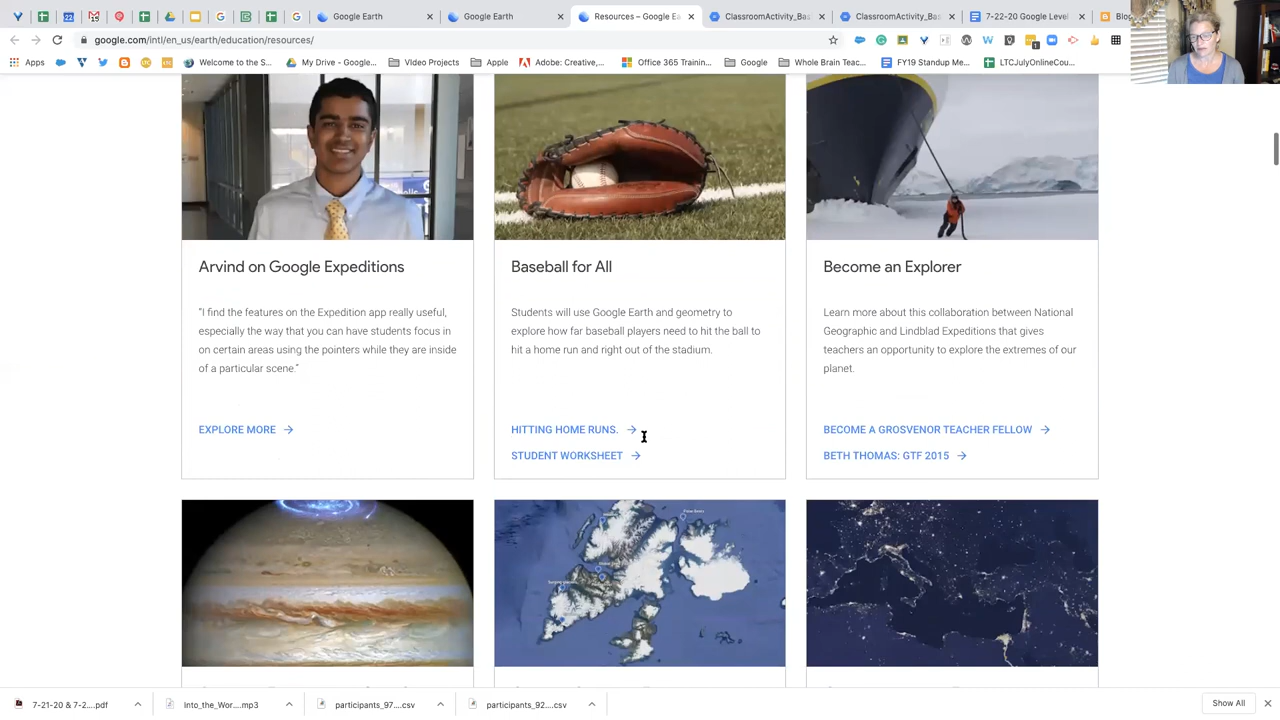 Google Earth
Google Earth
Resources – Google Ea
ClassroomActivity_Bas
ClassroomActivity_Bas
7-22-20 Google Level
Blog
google.com/intl/en_us/earth/education/resources/
Apps
Welcome to the S...
My Drive - Google...
Video Projects
Apple
Adobe: Creative,...
Office 365 Trainin...
Google
Whole Brain Teac...
FY19 Standup Me...
LTCJulyOnlineCou...
Arvind on Google Expeditions
"I find the features on the Expedition app really useful,
especially the way that you can have students focus in
on certain areas using the pointers while they are inside
of a particular scene."
EXPLORE MORE →
Baseball for All
Students will use Google Earth and geometry to
explore how far baseball players need to hit the ball to
hit a home run and right out of the stadium.
HITTING HOME RUNS. →
STUDENT WORKSHEET →
Become an Explorer
Learn more about this collaboration between National
Geographic and Lindblad Expeditions that gives
teachers an opportunity to explore the extremes of our
planet.
BECOME A GROSVENOR TEACHER FELLOW →
BETH THOMAS: GTF 2015 →
7-21-20 & 7-2....pdf
Into_the_Wor....mp3
participants_97....csv
participants_92....csv
Show All